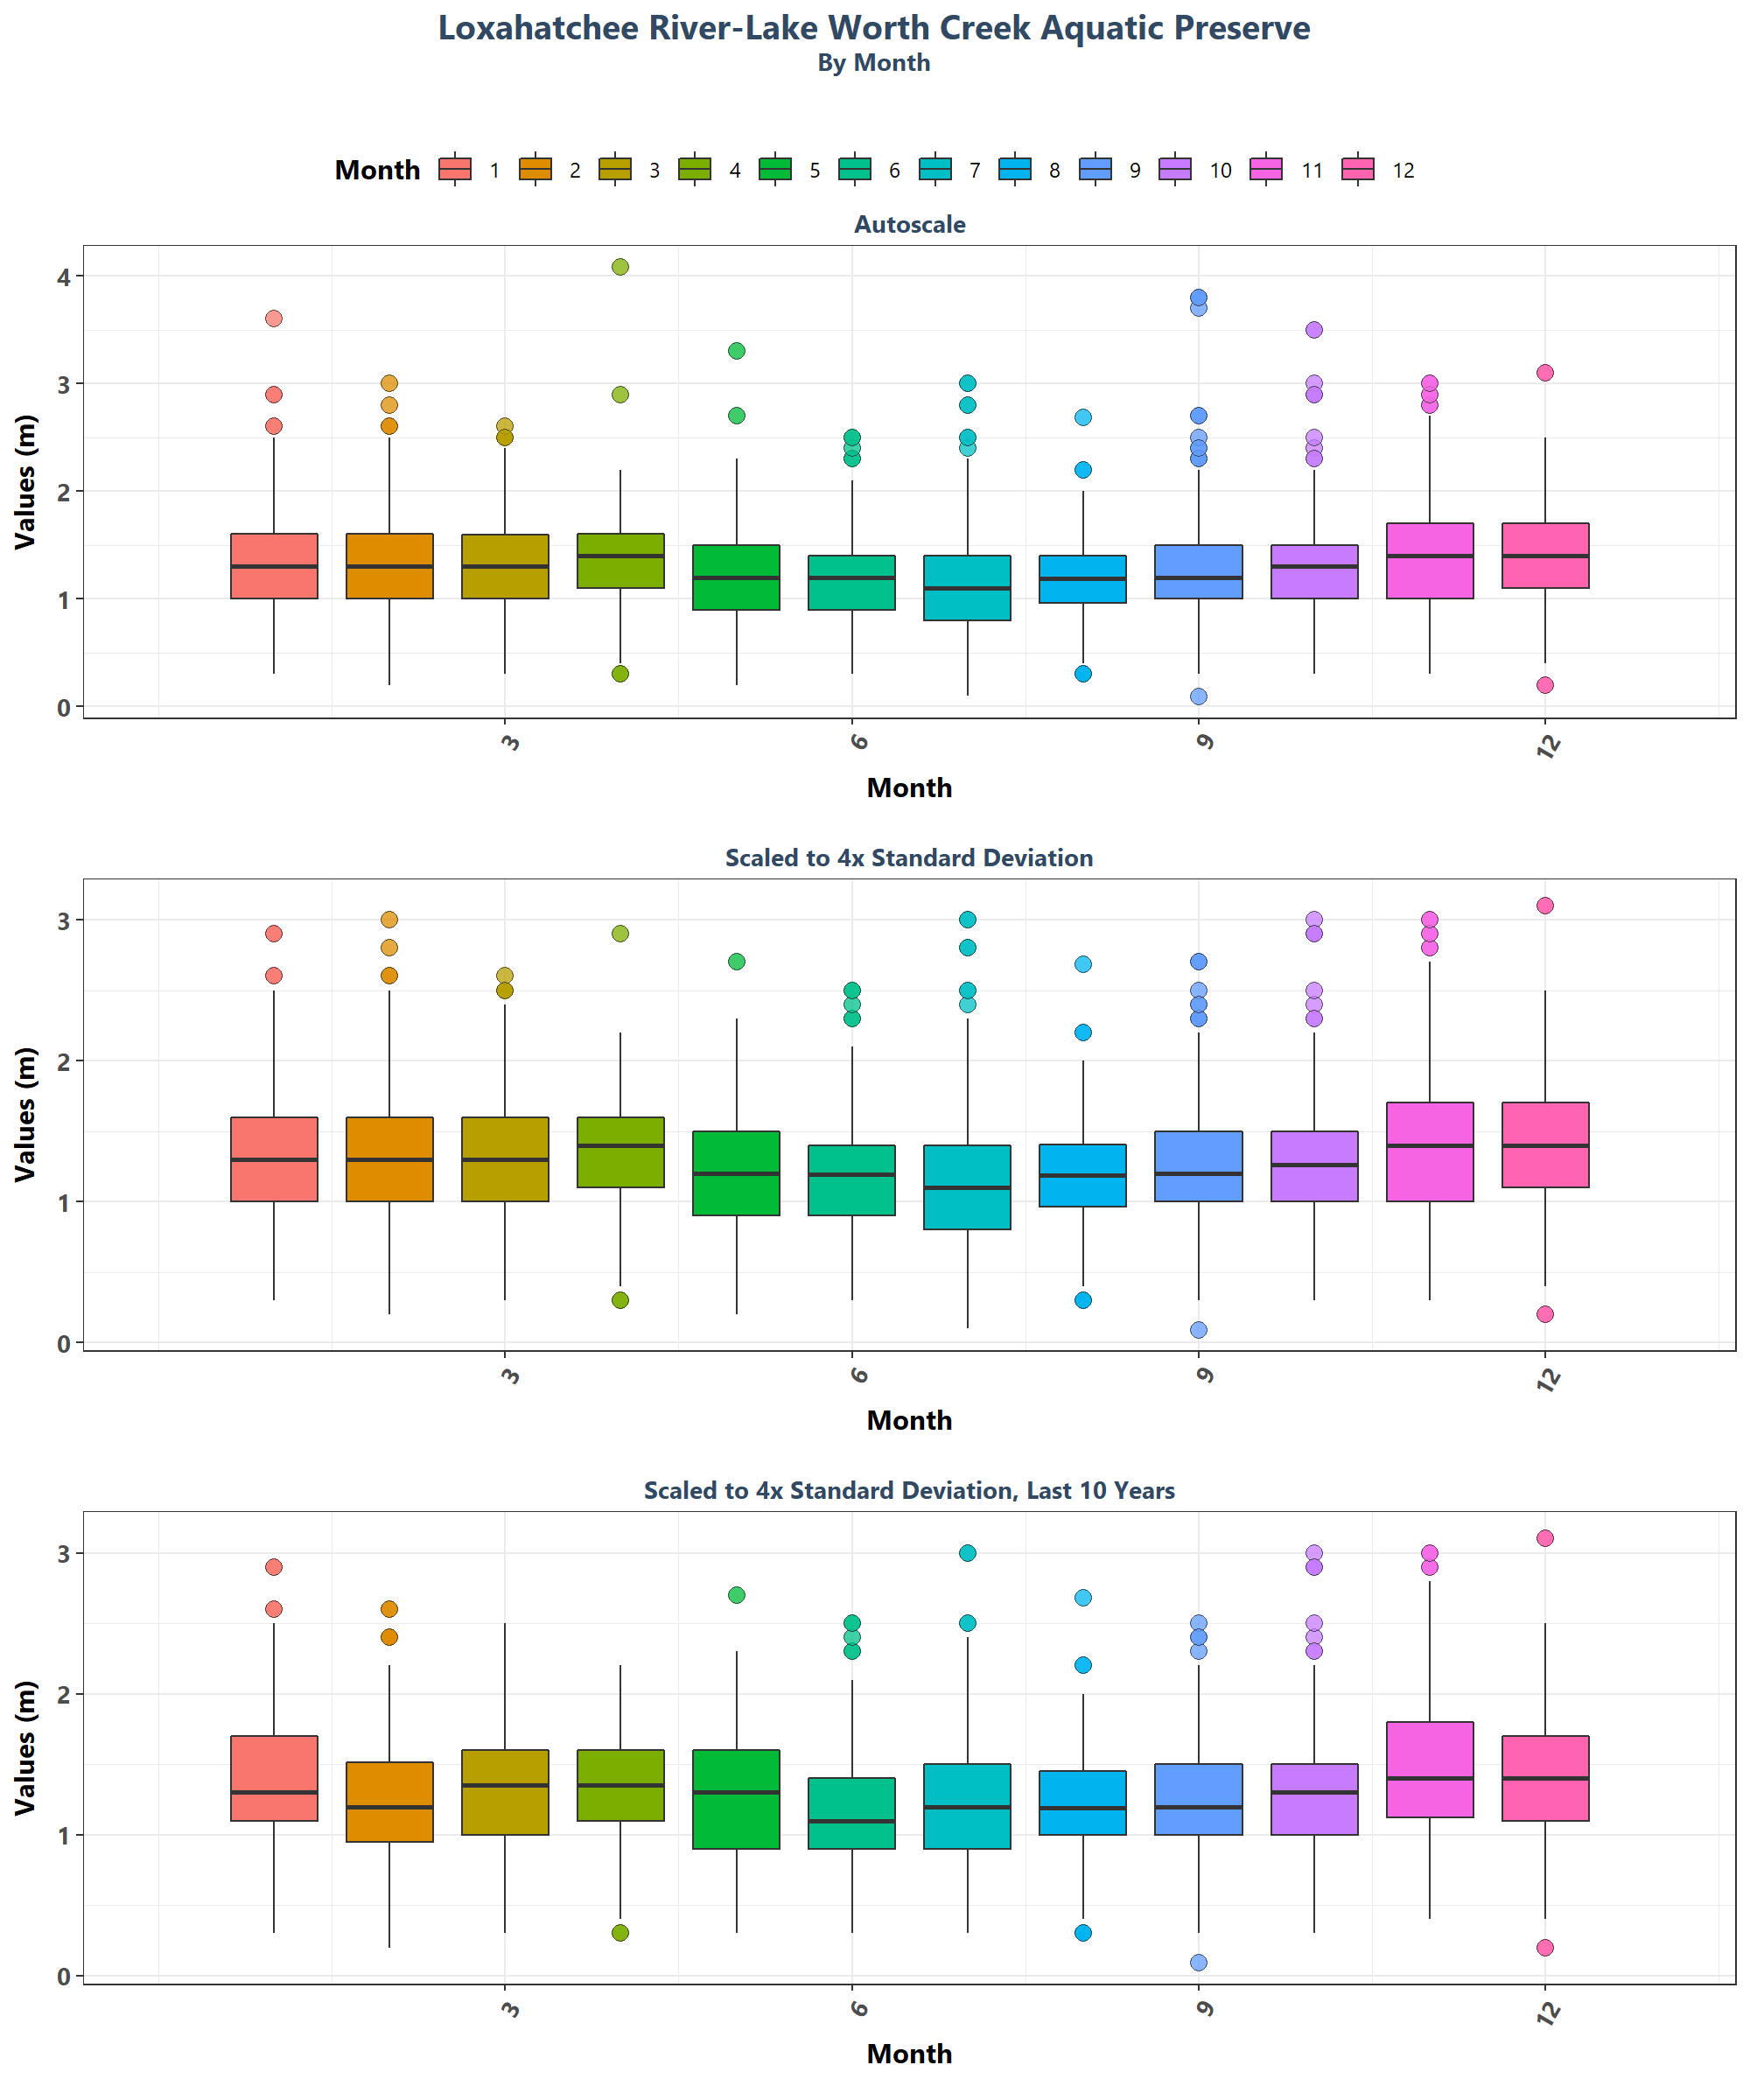 Loxahatchee River-Lake Worth Creek Aquatic Preserve
By Month
Month 1 2 3 4 5 6 7 8 9 10 11 12
Autoscale
Values (m)
4
3
2
1
0
3 6 9 12
Month
Scaled to 4x Standard Deviation
Values (m)
3
2
1
0
3 6 9 12
Month
Scaled to 4x Standard Deviation, Last 10 Years
Values (m)
3
2
1
0
3 6 9 12
Month